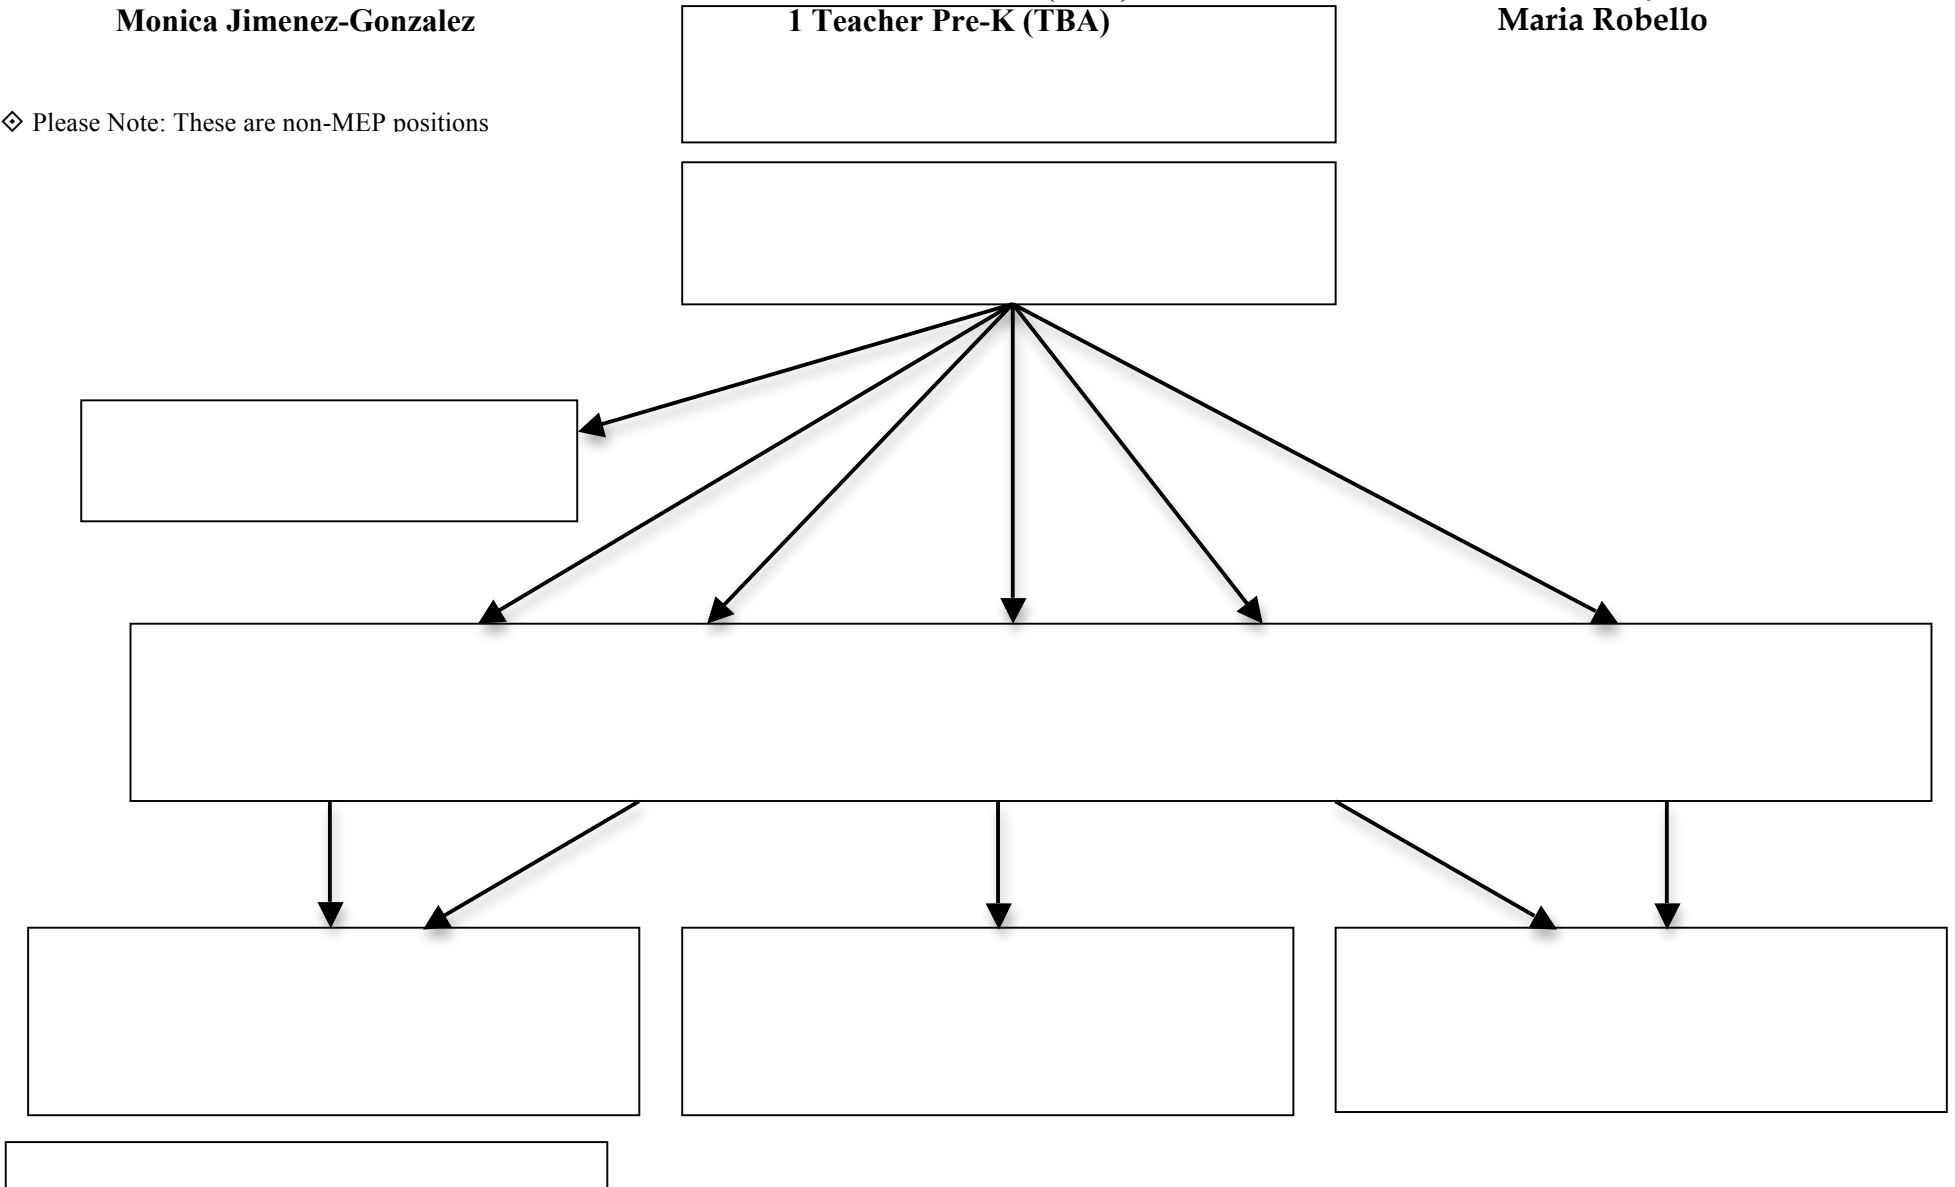 Monica Jimenez-Gonzalez
1 Teacher Pre-K (TBA)
Maria Robello
◈ Please Note: These are non-MEP positions